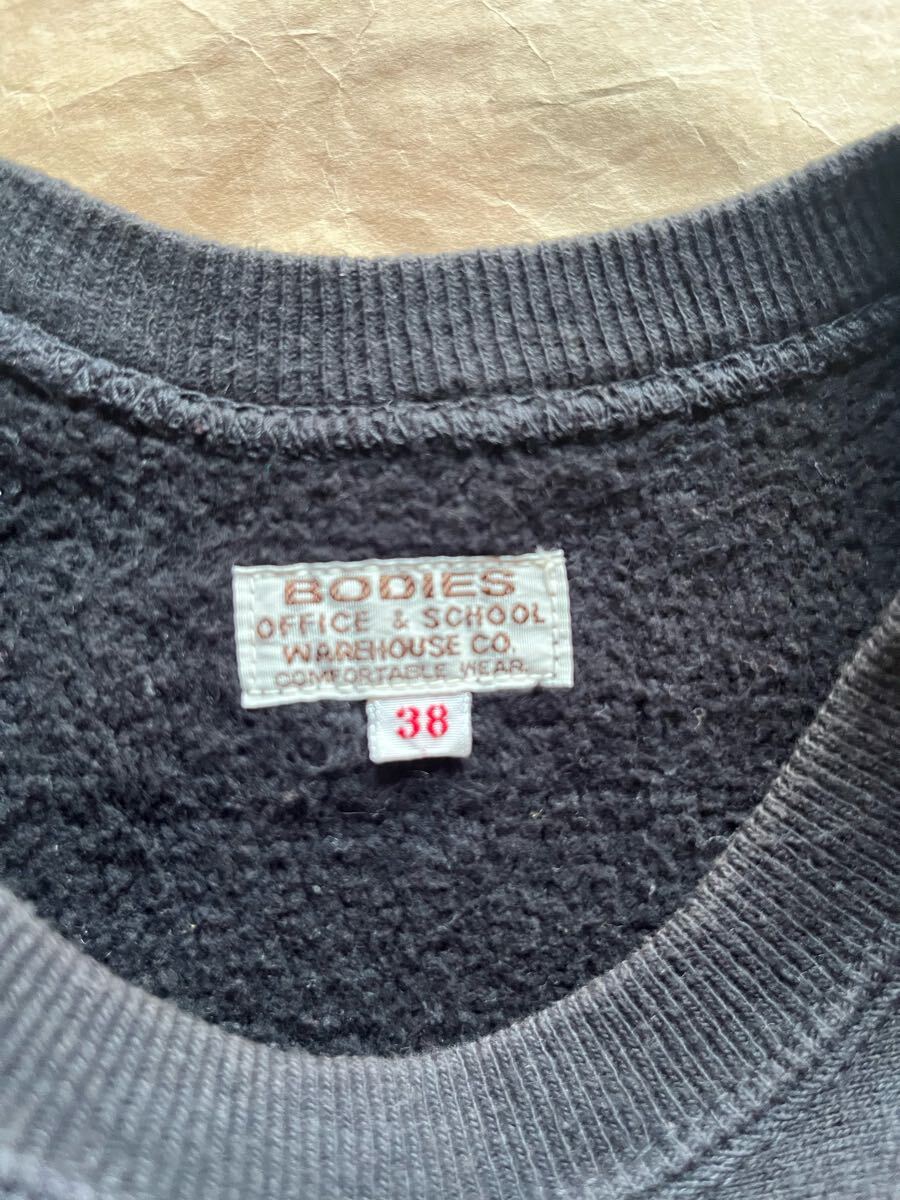 BODIES
OFFICE & SCHOOL
WAREHOUSE CO.
COMFORTABLE WEAR.
38